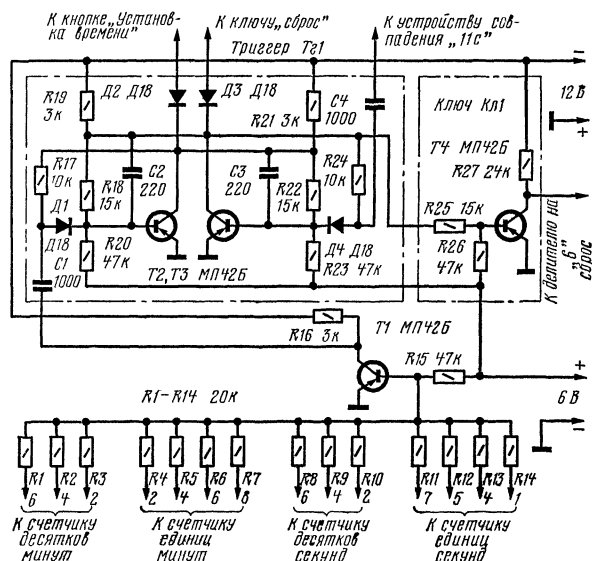 К кнопке „Установ-
ка времени"
К ключу „сброс"
К устройству сов-
падения „11с"
Триггер Тг1
−
R19
3к
Д2 Д18
Д3 Д18
R21 3к
С4
1000
Ключ Кл1
12 В
+
R17
10к
С2
220
С3
220
R24
10к
Т4 МП42Б
R27 24к
Д1
R18
15к
R22
15к
R25 15к
Д18
С1
1000
R20
47к
Т2, Т3 МП42Б
Д4 Д18
R23 47к
R26
47к
К делителю на
„6"
„сброс
R16 3к
Т1 МП42Б
R15 47к
+
R1−R14 20к
6 В
−
R1 R2 R3 R4 R5 R6 R7 R8 R9 R10 R11 R12 R13 R14
6 4 2 2 4 6 8 6 4 2 7 5 4 1
К счетчику
десятков
минут
К счетчику
единиц
минут
К счетчику
десятков
секунд
К счетчику
единиц
секунд